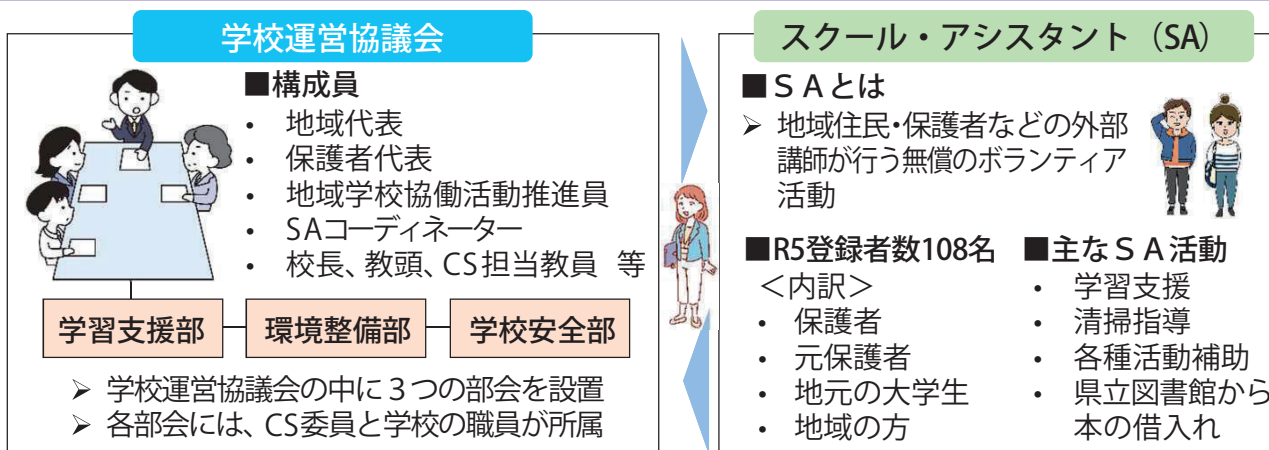 学校運営協議会
■構成員
• 地域代表
• 保護者代表
• 地域学校協働活動推進員
• SAコーディネーター
• 校長、教頭、CS担当教員 等
学習支援部
環境整備部
学校安全部
➢ 学校運営協議会の中に３つの部会を設置
➢ 各部会には、CS委員と学校の職員が所属
スクール・アシスタント（SA）
■ＳＡとは
➢ 地域住民・保護者などの外部
講師が行う無償のボランティア
活動
■R5登録者数108名
＜内訳＞
• 保護者
• 元保護者
• 地元の大学生
• 地域の方
■主なＳＡ活動
• 学習支援
• 清掃指導
• 各種活動補助
• 県立図書館から
本の借入れ